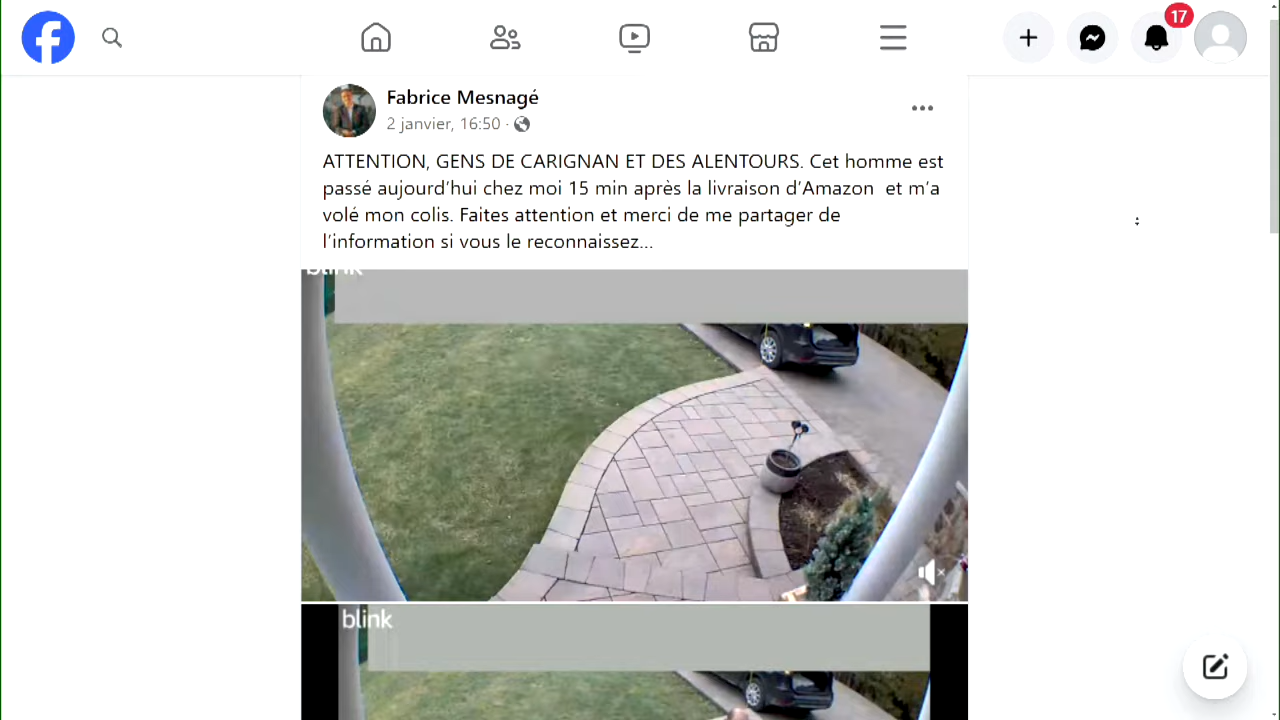 17
Fabrice Mesnagé
2 janvier, 16:50 ·
ATTENTION, GENS DE CARIGNAN ET DES ALENTOURS. Cet homme est
passé aujourd'hui chez moi 15 min après la livraison d'Amazon et m'a
volé mon colis. Faites attention et merci de me partager de
l'information si vous le reconnaissez...
blink
blink